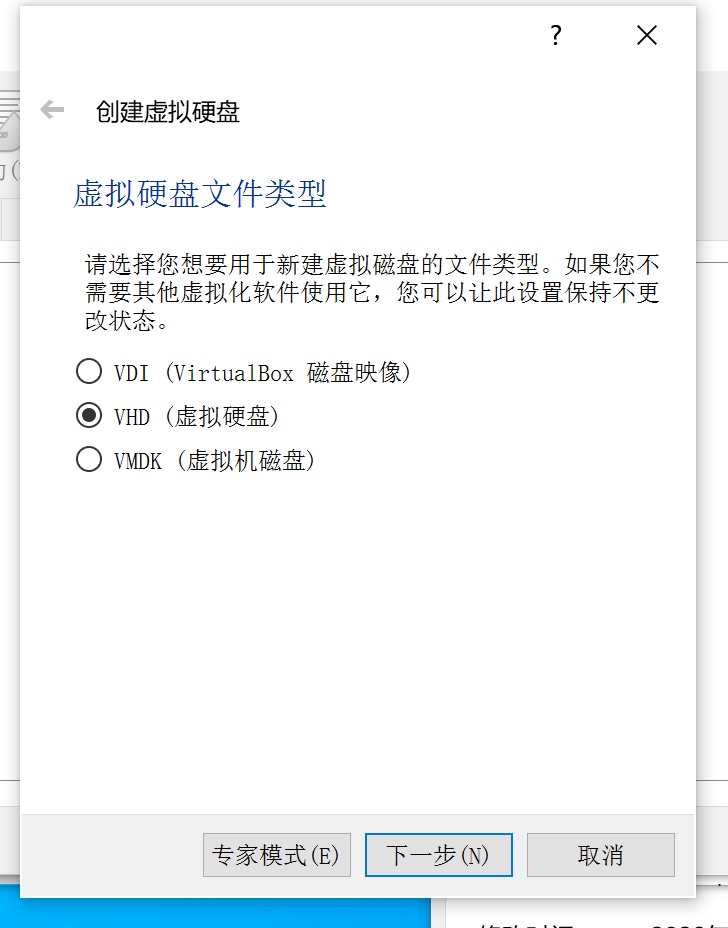 ?
创建虚拟硬盘
虚拟硬盘文件类型
请选择您想要用于新建虚拟磁盘的文件类型。如果您不
需要其他虚拟化软件使用它，您可以让此设置保持不更
改状态。
VDI (VirtualBox 磁盘映像)
VHD (虚拟硬盘)
VMDK (虚拟机磁盘)
专家模式(E)
下一步(N)
取消